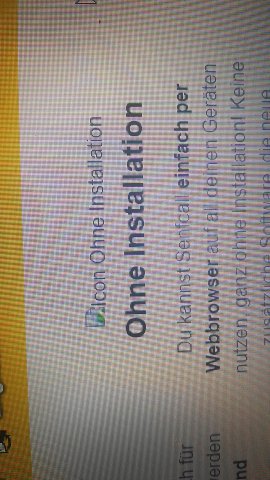 Icon Ohne Installation
Ohne Installation
Du kannst Senfcall einfach per
Webbrowser auf all deinen Geräten
nutzen, ganz ohne Installation! Keine
zusätzliche Software, die neue
h für
erden
nd